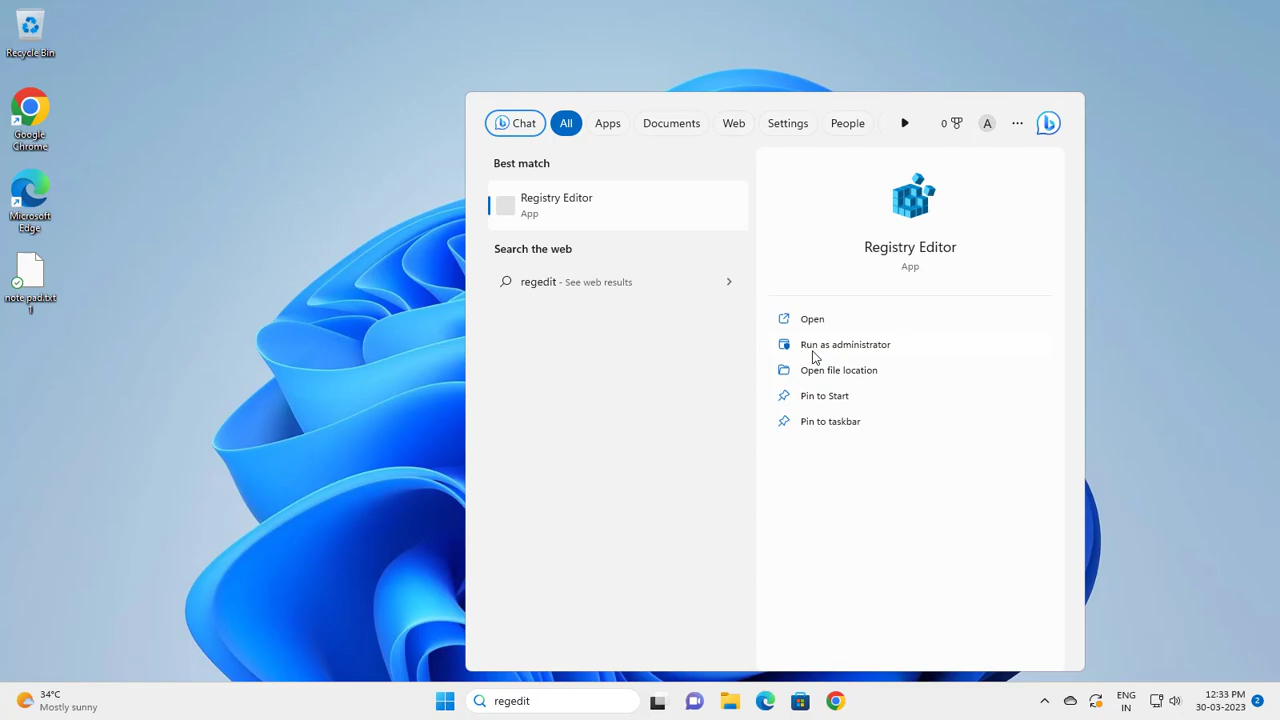 Recycle Bin
Google
Chrome
Microsoft
Edge
note pad.txt
1
Chat
All
Apps
Documents
Web
Settings
People
0
A
Best match
Registry Editor
App
Search the web
regedit - See web results
Registry Editor
App
Open
Run as administrator
Open file location
Pin to Start
Pin to taskbar
34°C
Mostly sunny
regedit
ENG
IN
12:33 PM
30-03-2023
2